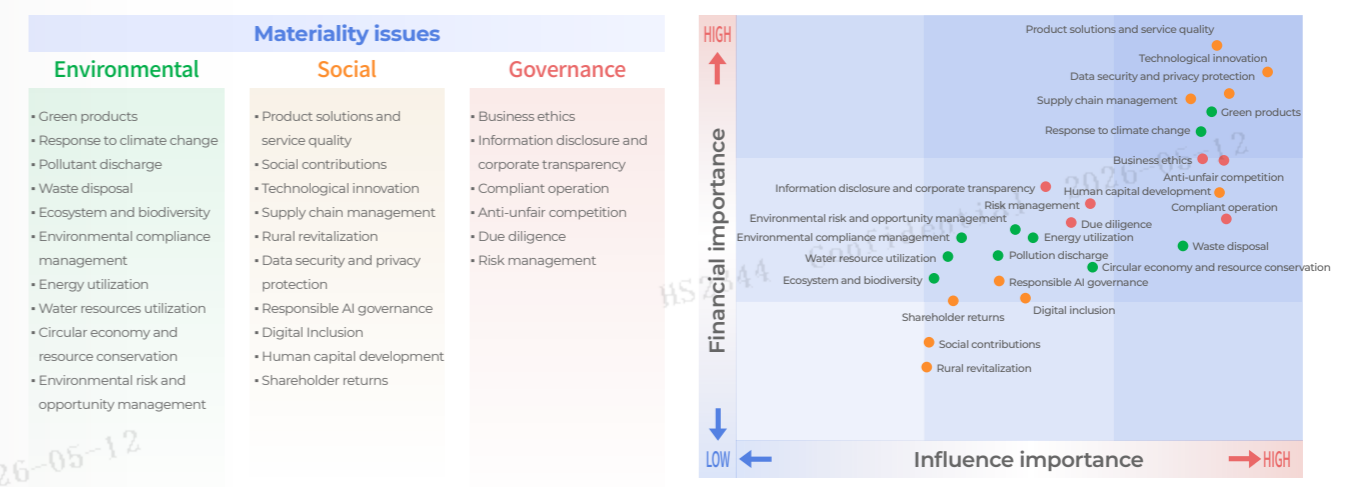 Materiality issues
Environmental
▪ Green products
▪ Response to climate change
▪ Pollutant discharge
▪ Waste disposal
▪ Ecosystem and biodiversity
▪ Environmental compliance
management
▪ Energy utilization
▪ Water resources utilization
▪ Circular economy and
resource conservation
▪ Environmental risk and
opportunity management
Social
▪ Product solutions and
service quality
▪ Social contributions
▪ Technological innovation
▪ Supply chain management
▪ Rural revitalization
▪ Data security and privacy
protection
▪ Responsible AI governance
▪ Digital Inclusion
▪ Human capital development
▪ Shareholder returns
Governance
▪ Business ethics
▪ Information disclosure and
corporate transparency
▪ Compliant operation
▪ Anti-unfair competition
▪ Due diligence
▪ Risk management
26-05-12
HIGH
Financial importance
LOW
Product solutions and service quality
Technological innovation
Data security and privacy protection
Supply chain management
Green products
Response to climate change
Business ethics
Anti-unfair competition
Information disclosure and corporate transparency
Human capital development
Risk management
Compliant operation
Environmental risk and opportunity management
Due diligence
Environmental compliance management
Energy utilization
Waste disposal
Water resource utilization
Pollution discharge
Circular economy and resource conservation
Ecosystem and biodiversity
Responsible AI governance
Digital inclusion
Shareholder returns
Social contributions
Rural revitalization
Confidential 2026-05-12
Influence importance
HIGH